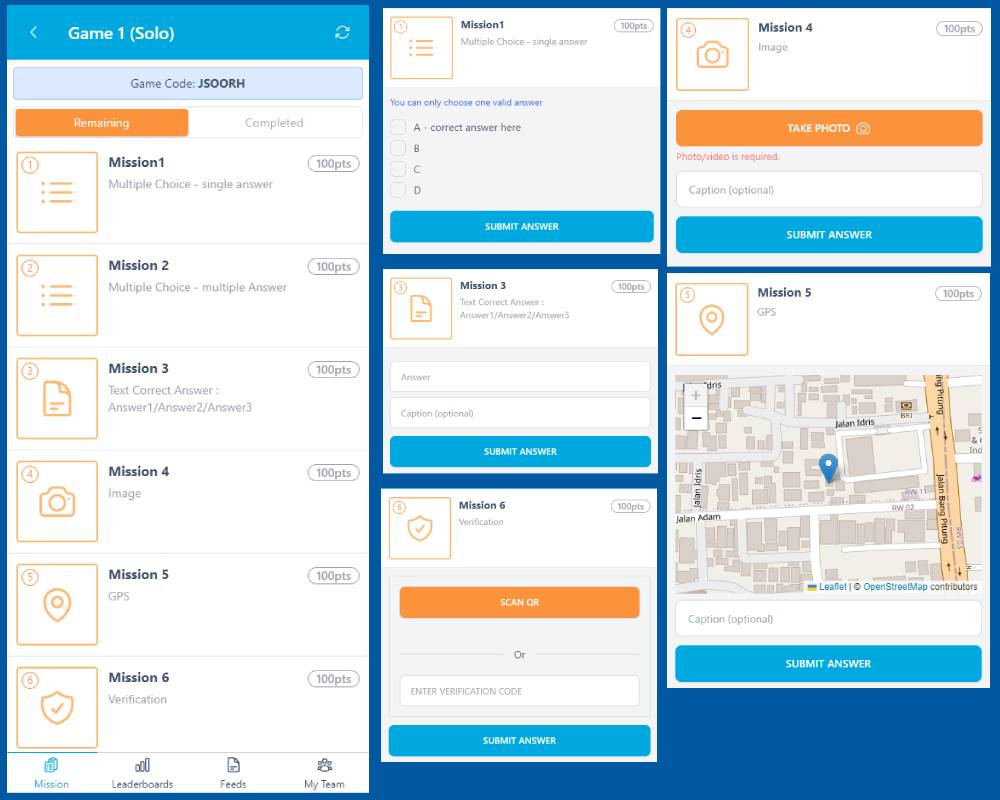 Game 1 (Solo)
Game Code: JSOORH
Remaining
Completed
1
Mission1
100pts
Multiple Choice - single answer
2
Mission 2
100pts
Multiple Choice - multiple Answer
3
Mission 3
100pts
Text Correct Answer :
Answer1/Answer2/Answer3
4
Mission 4
100pts
Image
5
Mission 5
100pts
GPS
6
Mission 6
100pts
Verification
Mission
Leaderboards
Feeds
My Team
1
Mission1
100pts
Multiple Choice - single answer
You can only choose one valid answer
A - correct answer here
B
C
D
SUBMIT ANSWER
3
Mission 3
100pts
Text Correct Answer :
Answer1/Answer2/Answer3
Answer
Caption (optional)
SUBMIT ANSWER
6
Mission 6
100pts
Verification
SCAN QR
Or
ENTER VERIFICATION CODE
SUBMIT ANSWER
4
Mission 4
100pts
Image
TAKE PHOTO
Photo/video is required.
Caption (optional)
SUBMIT ANSWER
5
Mission 5
100pts
GPS
+
−
Jalan Idris
BRI
Jalan Idris
RW 11
RW 02
Jalan Adam
Jalan Bang Pitung
RW 03
Leaflet | © OpenStreetMap contributors
Caption (optional)
SUBMIT ANSWER